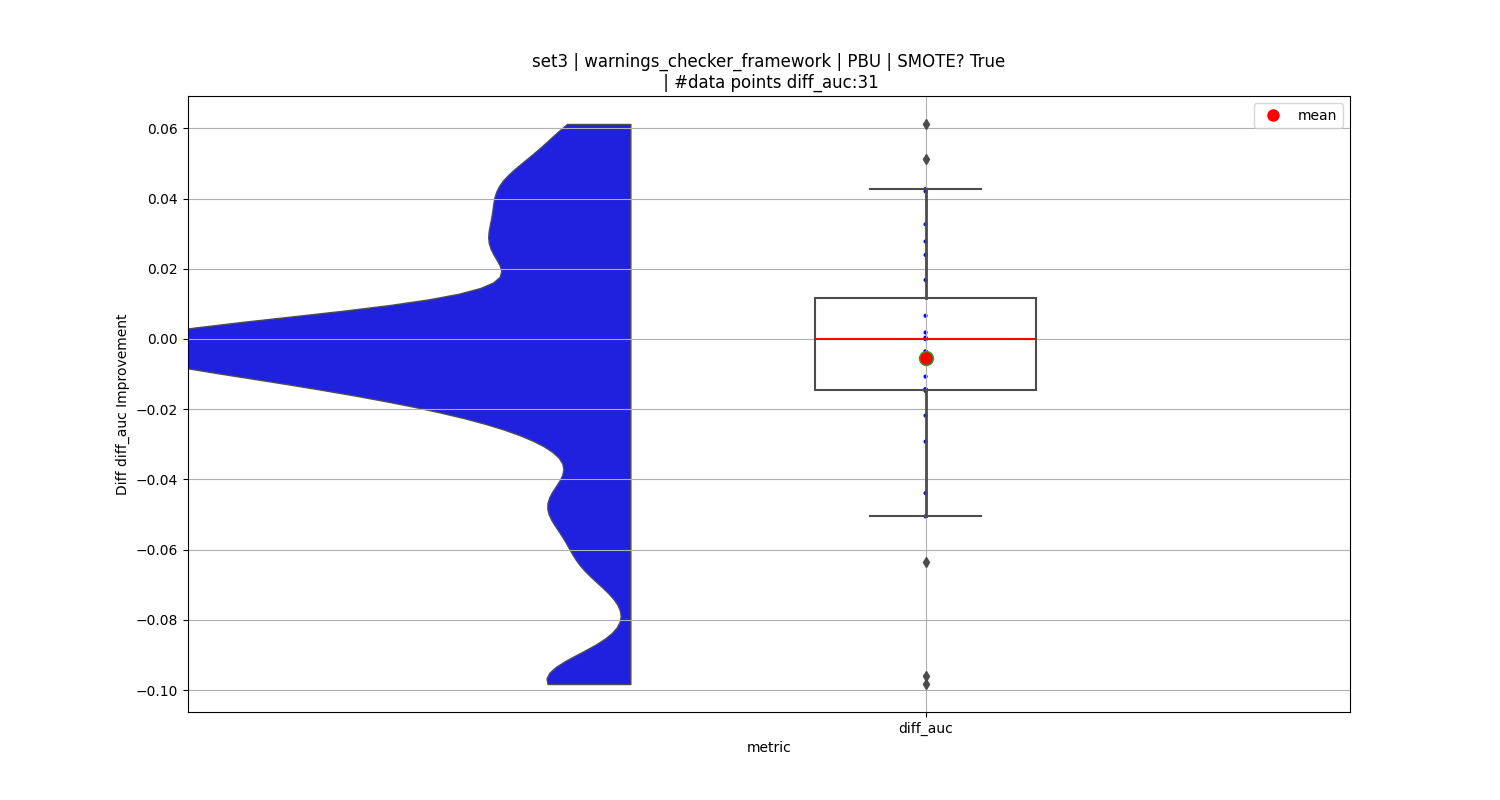 set3 | warnings_checker_framework | PBU | SMOTE? True
| #data points diff_auc:31
mean
0.06
0.04
0.02
0.00
−0.02
−0.04
−0.06
−0.08
−0.10
Diff diff_auc Improvement
diff_auc
metric